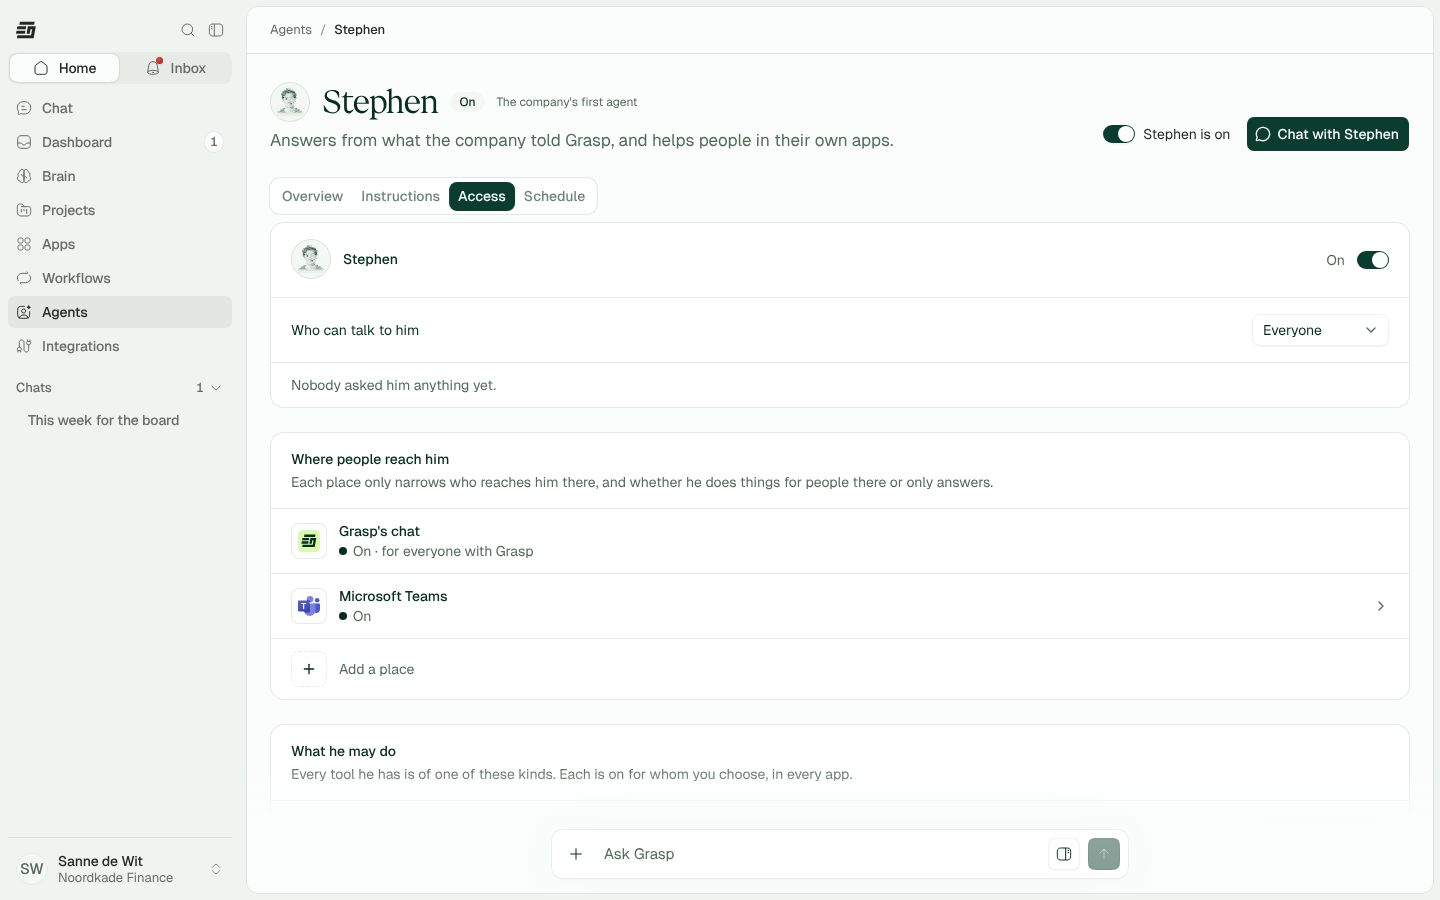 Agents / Stephen
Home
Inbox
Chat
Dashboard 1
Brain
Projects
Apps
Workflows
Agents
Integrations
Chats 1
This week for the board
SW
Sanne de Wit
Noordkade Finance
Stephen On The company's first agent
Answers from what the company told Grasp, and helps people in their own apps.
Stephen is on
Chat with Stephen
Overview Instructions Access Schedule
Stephen
On
Who can talk to him
Everyone
Nobody asked him anything yet.
Where people reach him
Each place only narrows who reaches him there, and whether he does things for people there or only answers.
Grasp's chat
On · for everyone with Grasp
Microsoft Teams
On
Add a place
What he may do
Every tool he has is of one of these kinds. Each is on for whom you choose, in every app.
Ask Grasp